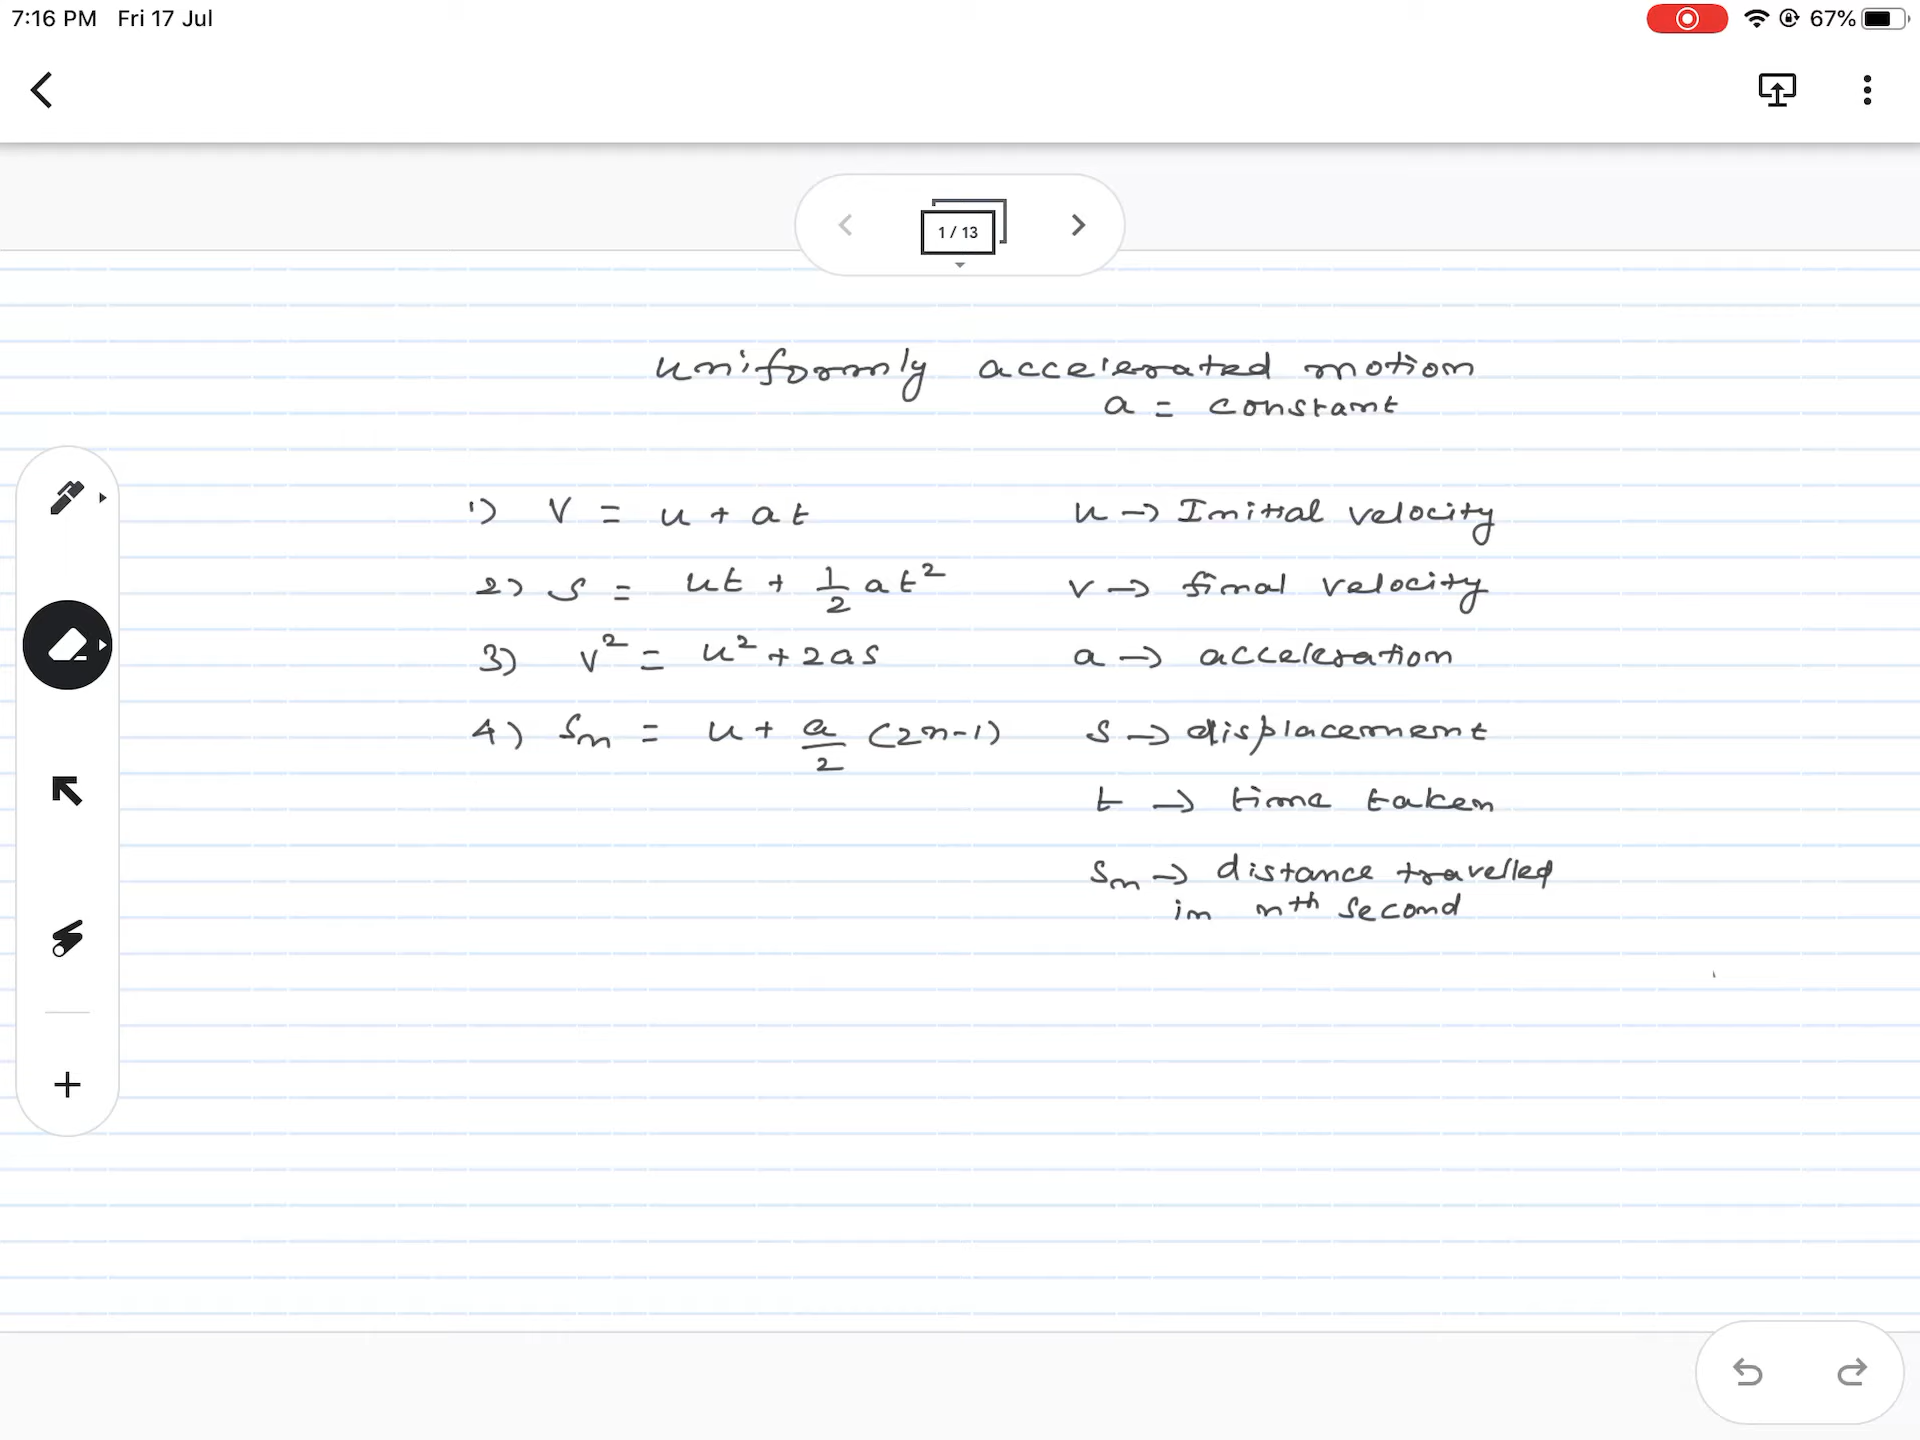 7:16 PM Fri 17 Jul
67%
1 / 13
uniformly accelerated motion
a = constant
1) v = u + at
u → Initial velocity
2) s = ut + 1/2 at²
v → final velocity
3) v² = u² + 2as
a → acceleration
4) Sn = u + a/2 (2n-1)
s → displacement
t → time taken
Sn → distance travelled
in nth second